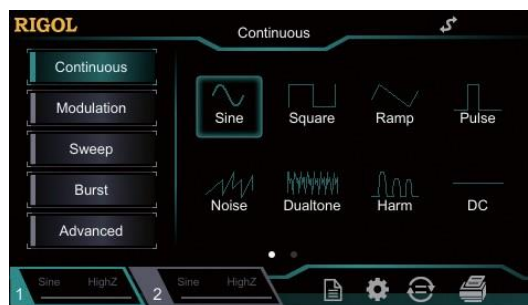 RIGOL
Continuous
Continuous
Modulation
Sweep
Burst
Advanced
Sine Square Ramp Pulse
Noise Dualtone Harm DC
1 Sine HighZ 2 Sine HighZ